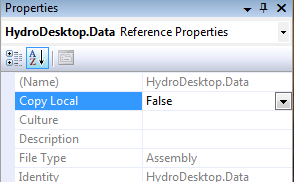 Properties
HydroDesktop.Data Reference Properties
(Name) HydroDesktop.Data
Copy Local False
Culture
Description
File Type Assembly
Identity HydroDesktop.Data